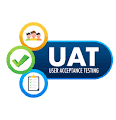 UAT
USER ACCEPTANCE TESTING